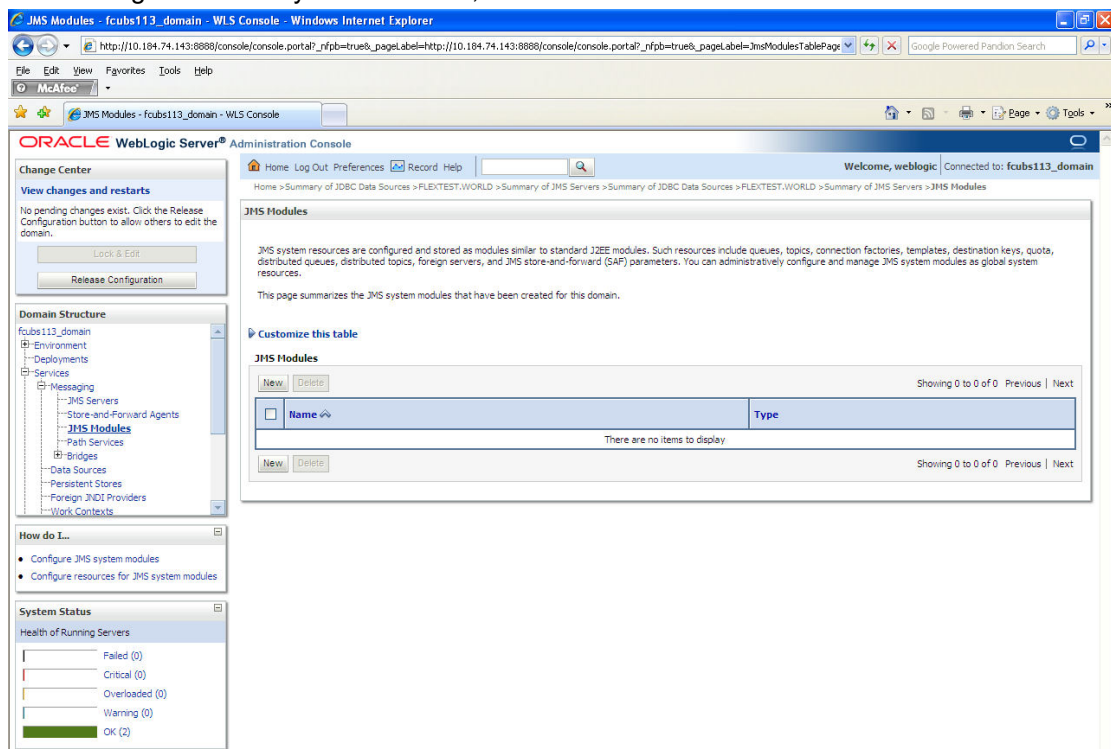 JMS Modules - fcubs113_domain - WLS Console - Windows Internet Explorer
http://10.184.74.143:8888/console/console.portal?_nfpb=true&_pageLabel=http://10.184.74.143:8888/console/console.portal?_nfpb=true&_pageLabel=JmsModulesTablePage
Google Powered Pandion Search
File Edit View Favorites Tools Help
McAfee
JMS Modules - fcubs113_domain - WLS Console
Page Tools
ORACLE WebLogic Server® Administration Console
Change Center
View changes and restarts
No pending changes exist. Click the Release
Configuration button to allow others to edit the
domain.
Lock & Edit
Release Configuration
Domain Structure
fcubs113_domain
Environment
Deployments
Services
Messaging
JMS Servers
Store-and-Forward Agents
JMS Modules
Path Services
Bridges
Data Sources
Persistent Stores
Foreign JNDI Providers
Work Contexts
How do I...
Configure JMS system modules
Configure resources for JMS system modules
System Status
Health of Running Servers
Failed (0)
Critical (0)
Overloaded (0)
Warning (0)
OK (2)
Home Log Out Preferences Record Help
Welcome, weblogic Connected to: fcubs113_domain
Home >Summary of JDBC Data Sources >FLEXTEST.WORLD >Summary of JMS Servers >Summary of JDBC Data Sources >FLEXTEST.WORLD >Summary of JMS Servers >JMS Modules
JMS Modules
JMS system resources are configured and stored as modules similar to standard J2EE modules. Such resources include queues, topics, connection factories, templates, destination keys, quota,
distributed queues, distributed topics, foreign servers, and JMS store-and-forward (SAF) parameters. You can administratively configure and manage JMS system modules as global system
resources.
This page summarizes the JMS system modules that have been created for this domain.
Customize this table
JMS Modules
New Delete Showing 0 to 0 of 0 Previous | Next
Name Type
There are no items to display
New Delete Showing 0 to 0 of 0 Previous | Next